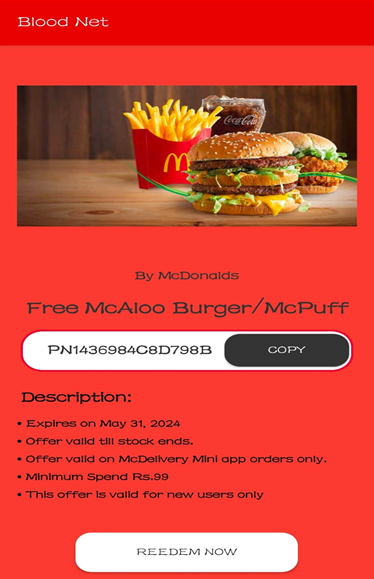 Blood Net
Coca-Cola
By McDonalds
Free McAloo Burger/McPuff
PN1436984C8D798B COPY
Description:
• Expires on May 31, 2024
• Offer valid till stock ends.
• Offer valid on McDelivery Mini app orders only.
• Minimum Spend Rs.99
• This offer is valid for new users only
REEDEM NOW